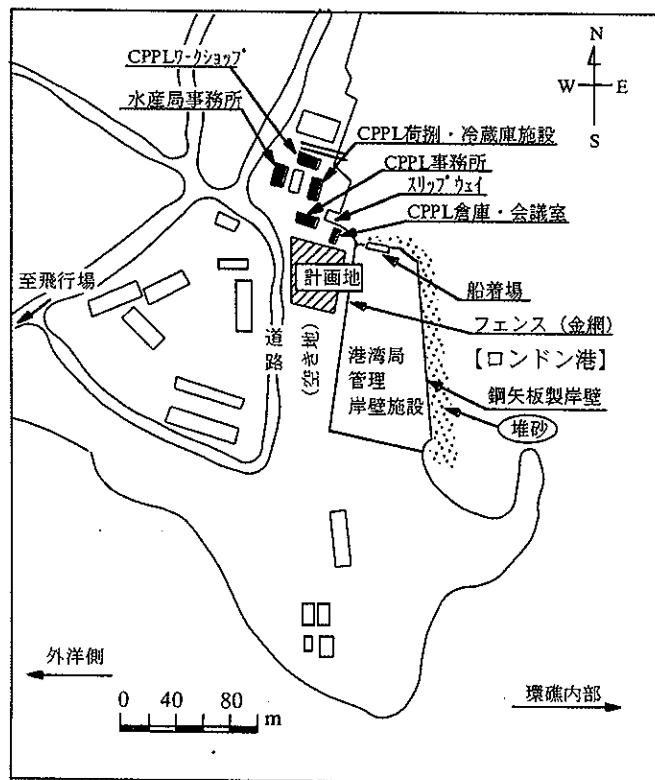 CPPLワークショップ
水産局事務所
N
W E
S
CPPL荷捌・冷蔵庫施設
CPPL事務所
スリップウェイ
CPPL倉庫・会議室
至飛行場
計画地
船着場
道路
(空き地)
フェンス（金網）
港湾局
管理
岸壁施設
【ロンドン港】
鋼矢板製岸壁
堆砂
外洋側
0 40 80
m
環礁内部